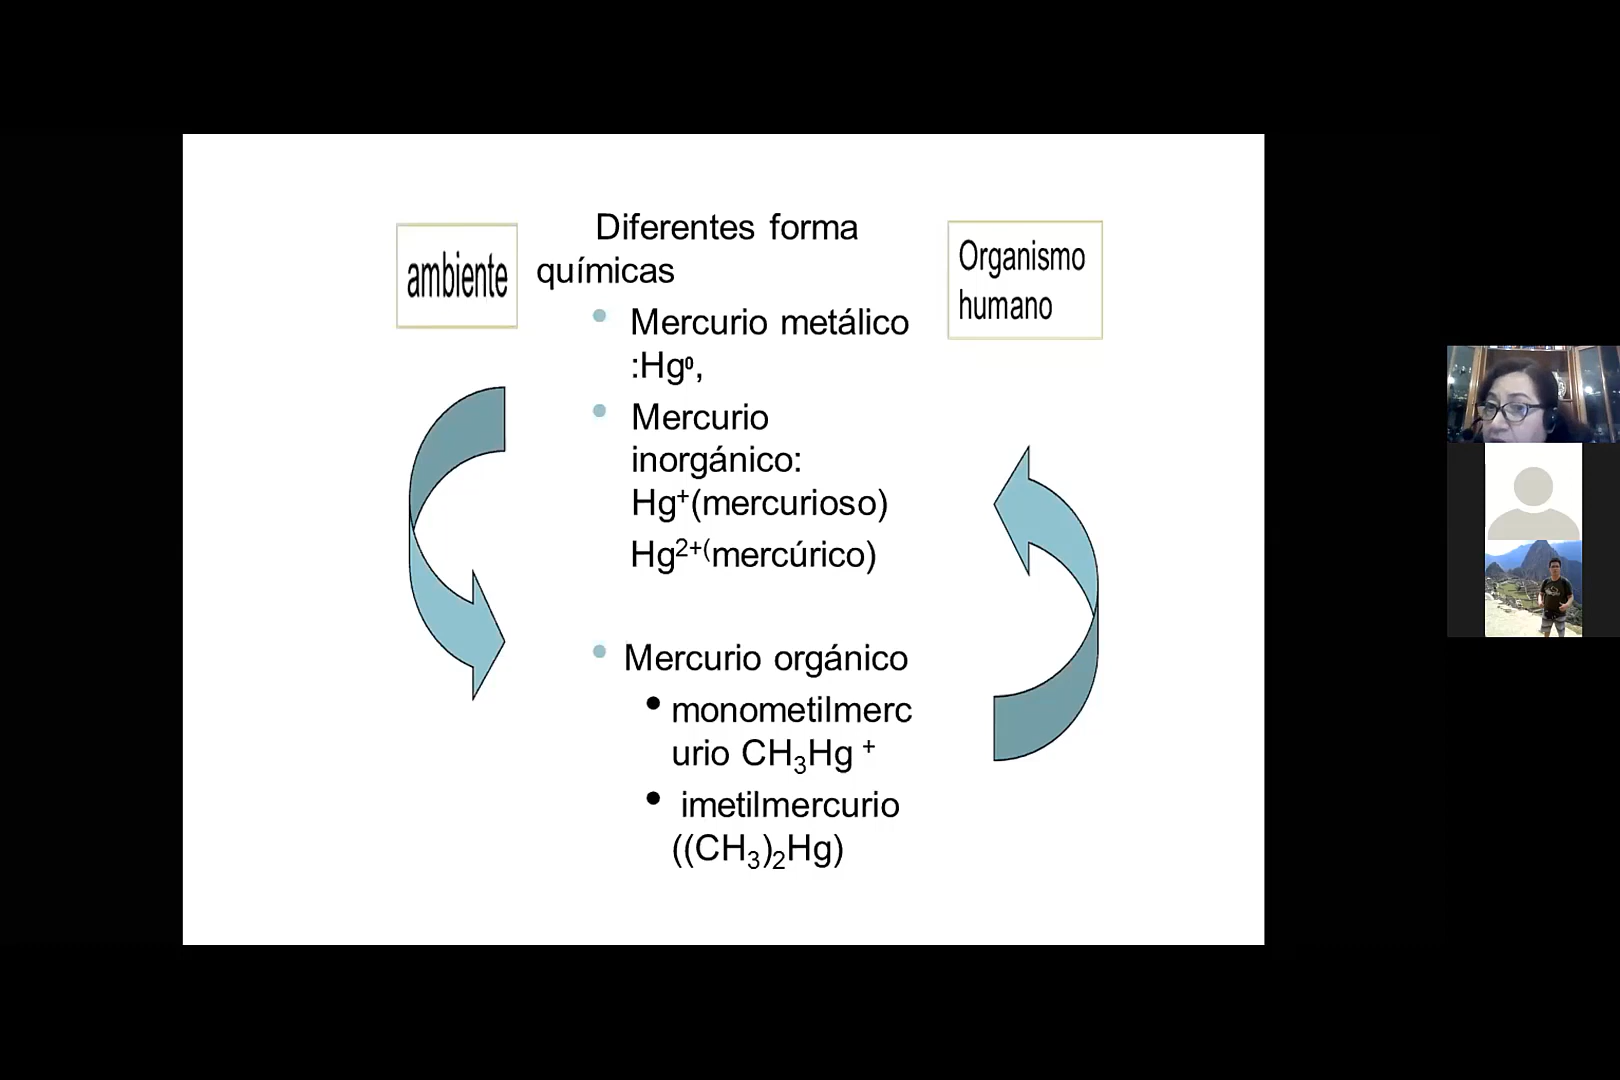 ambiente
Diferentes forma
químicas
Organismo
humano
Mercurio metálico
:Hg⁰,
Mercurio
inorgánico:
Hg⁺(mercurioso)
Hg²⁺⁽mercúrico)
Mercurio orgánico
monometilmerc
urio CH₃Hg ⁺
imetilmercurio
((CH₃)₂Hg)